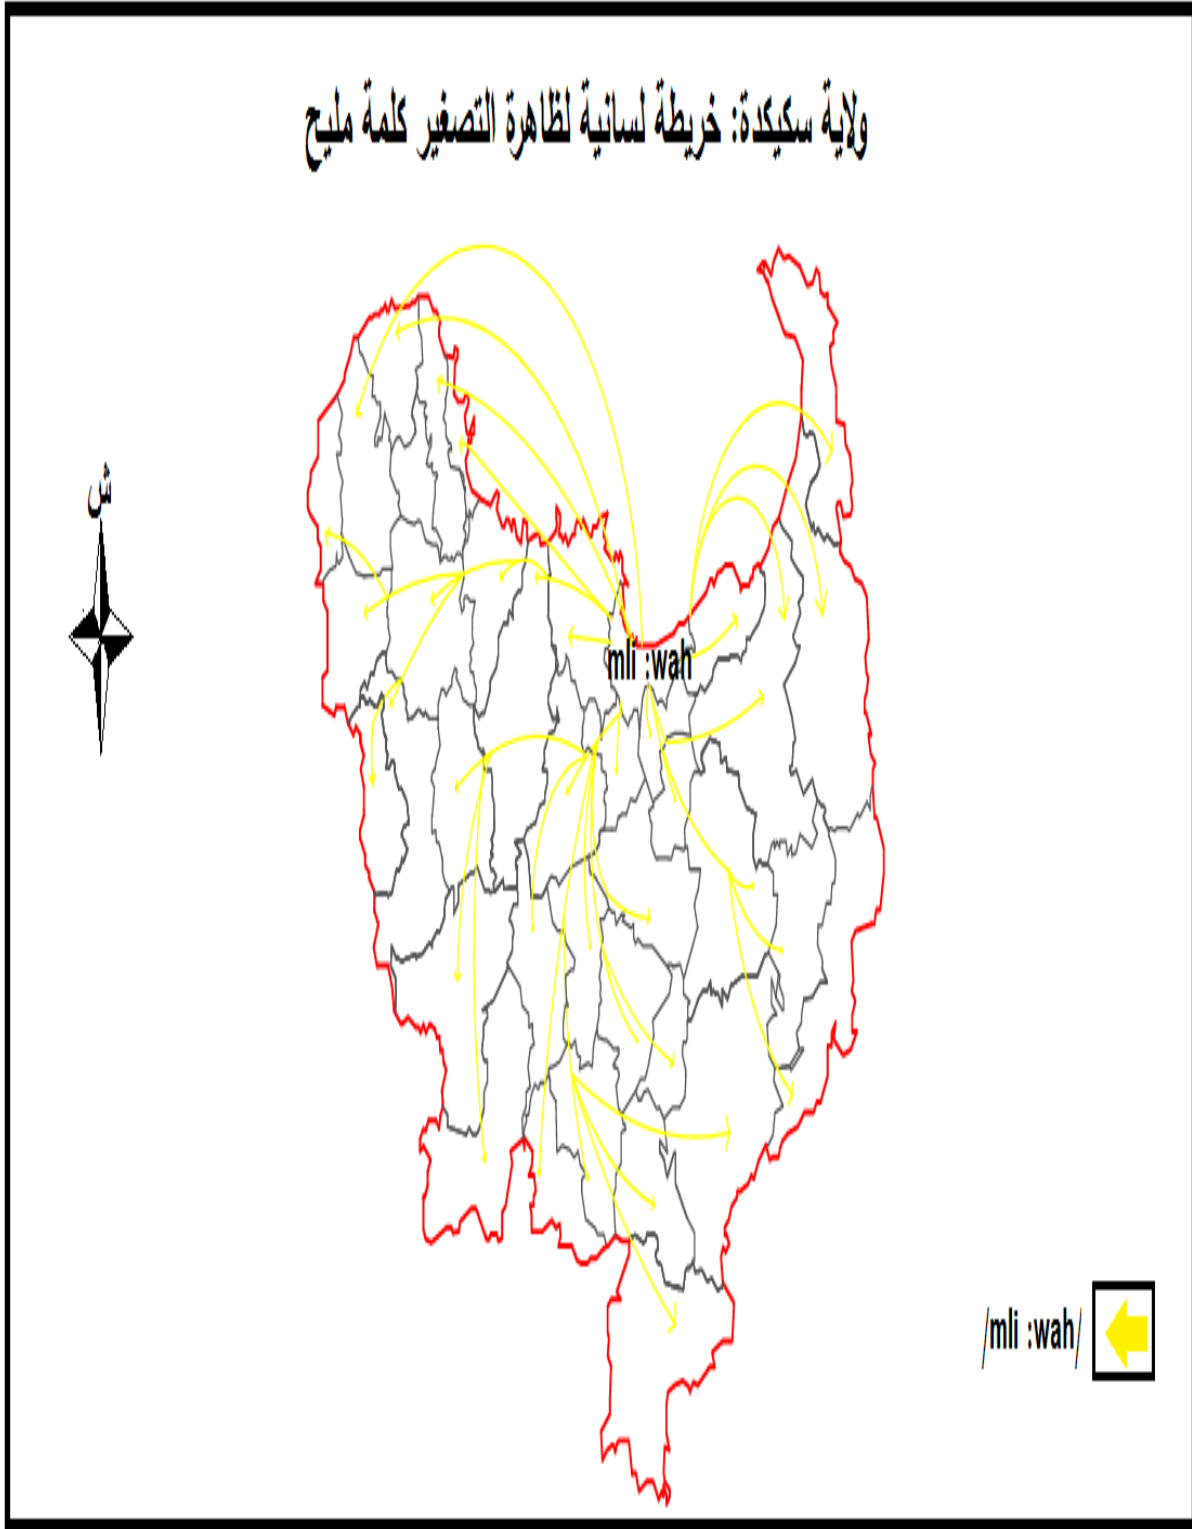 ولاية سكيكدة: خريطة لسانية لظاهرة التصغير كلمة مليح
ش
mli :wah
/mli :wah/